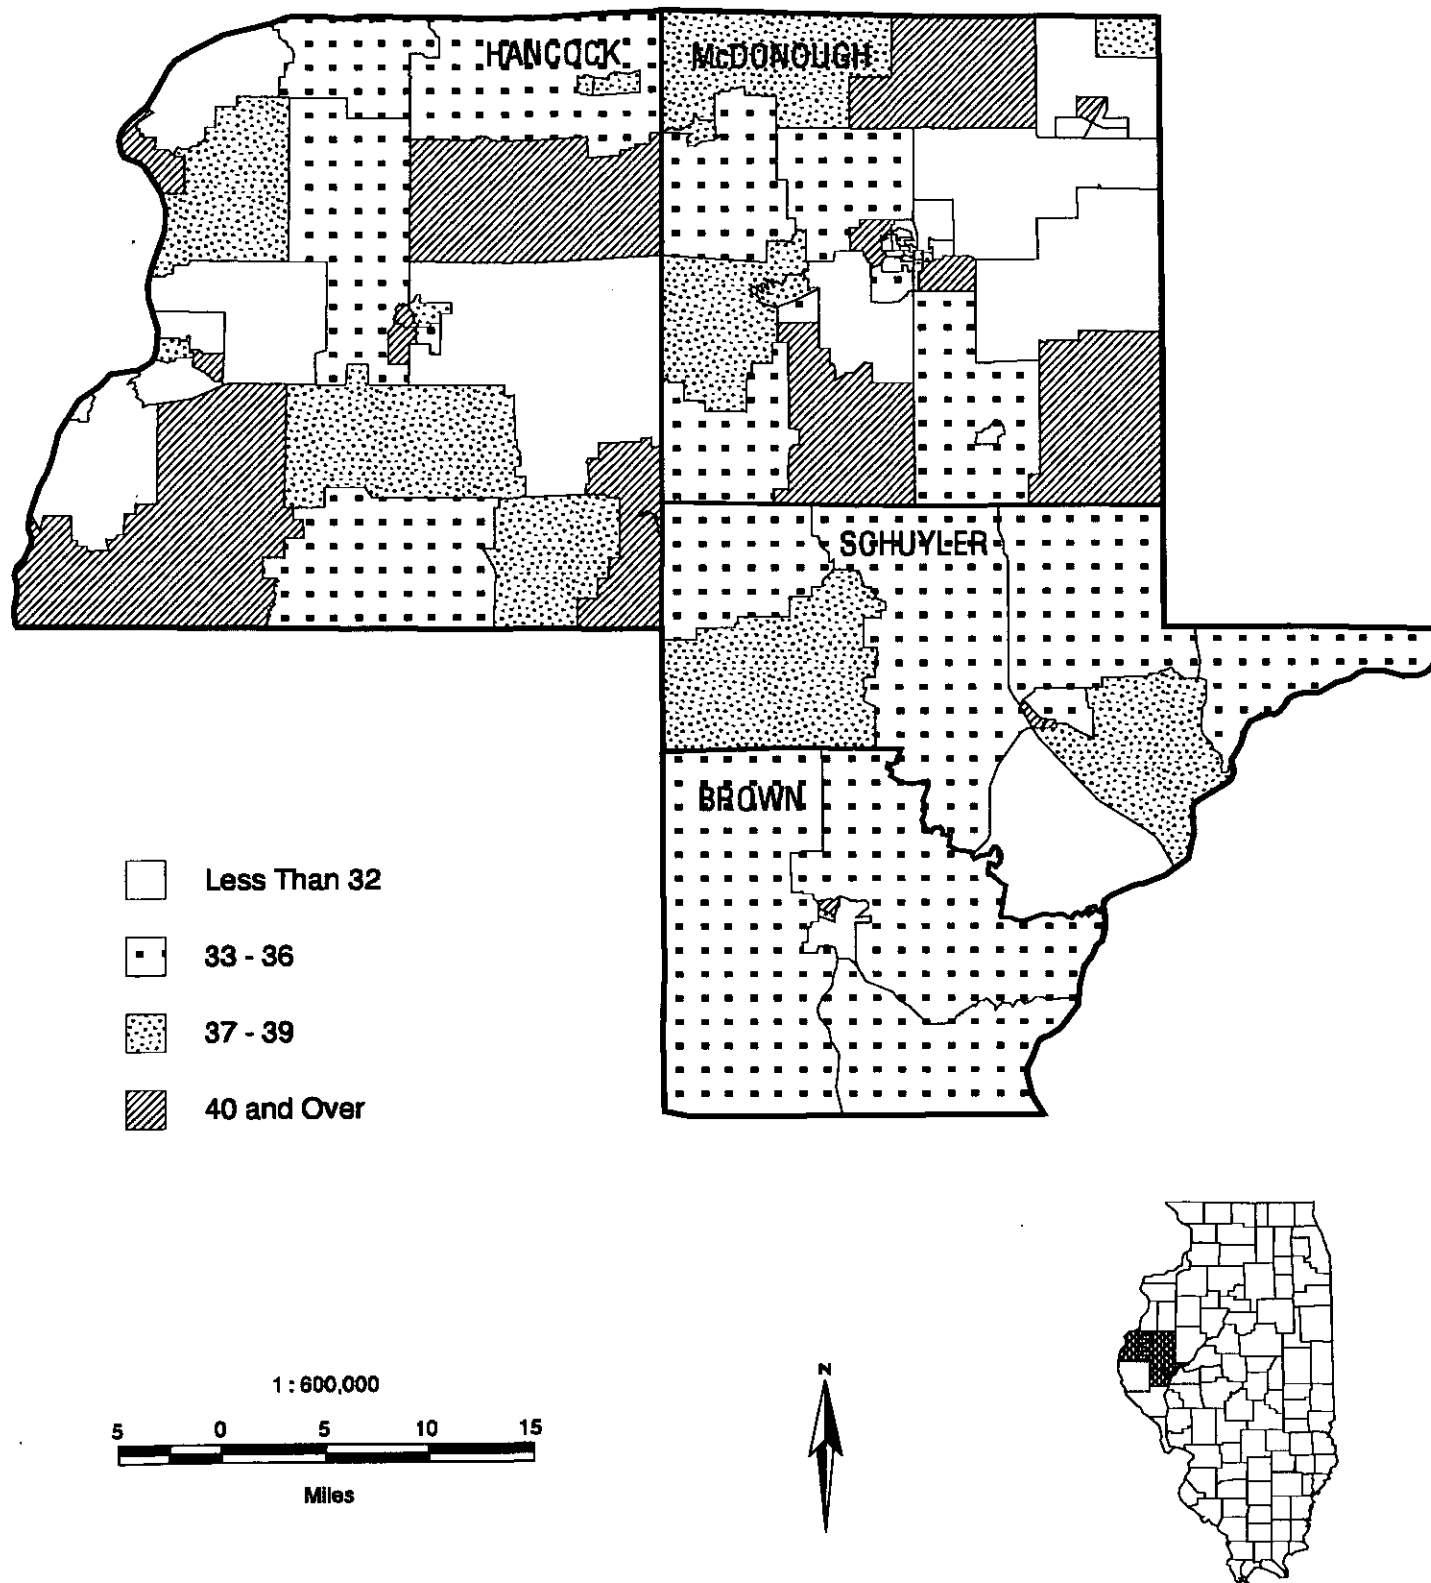 HANCOCK
McDONOUGH
SCHUYLER
BROWN
Less Than 32
33 - 36
37 - 39
40 and Over
1 : 600,000
5 0 5 10 15
Miles
N